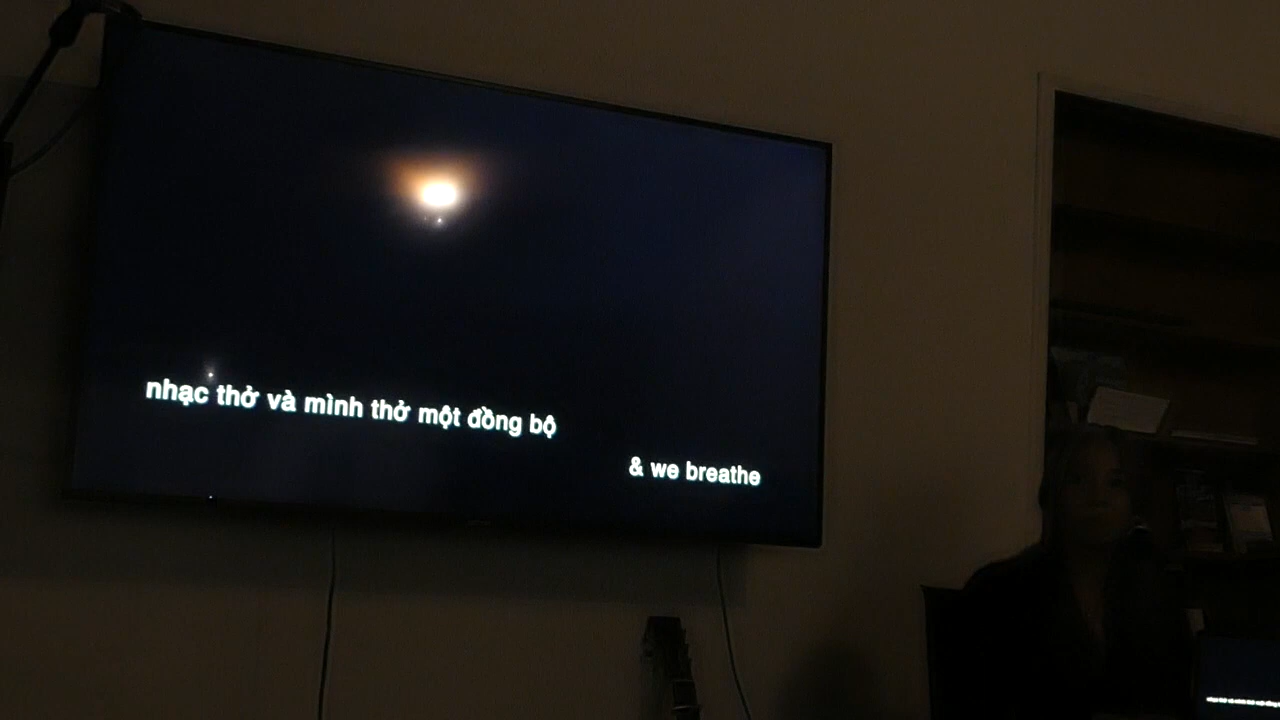 nhạc thở và mình thở một đồng bộ
& we breathe